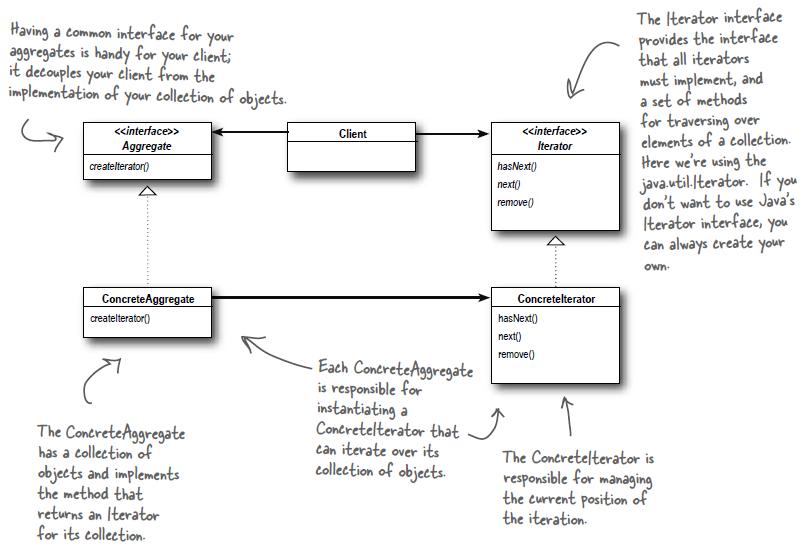 Having a common interface for your
aggregates is handy for your client;
it decouples your client from the
implementation of your collection of objects.
The Iterator interface
provides the interface
that all iterators
must implement, and
a set of methods
for traversing over
elements of a collection.
Here we're using the
java.util.Iterator. If you
don't want to use Java's
Iterator interface, you
can always create your
own.
<<interface>>
Aggregate
createIterator()
Client
<<interface>>
Iterator
hasNext()
next()
remove()
ConcreteAggregate
createIterator()
ConcreteIterator
hasNext()
next()
remove()
The ConcreteAggregate
has a collection of
objects and implements
the method that
returns an Iterator
for its collection.
Each ConcreteAggregate
is responsible for
instantiating a
ConcreteIterator that
can iterate over its
collection of objects.
The ConcreteIterator is
responsible for managing
the current position of
the iteration.